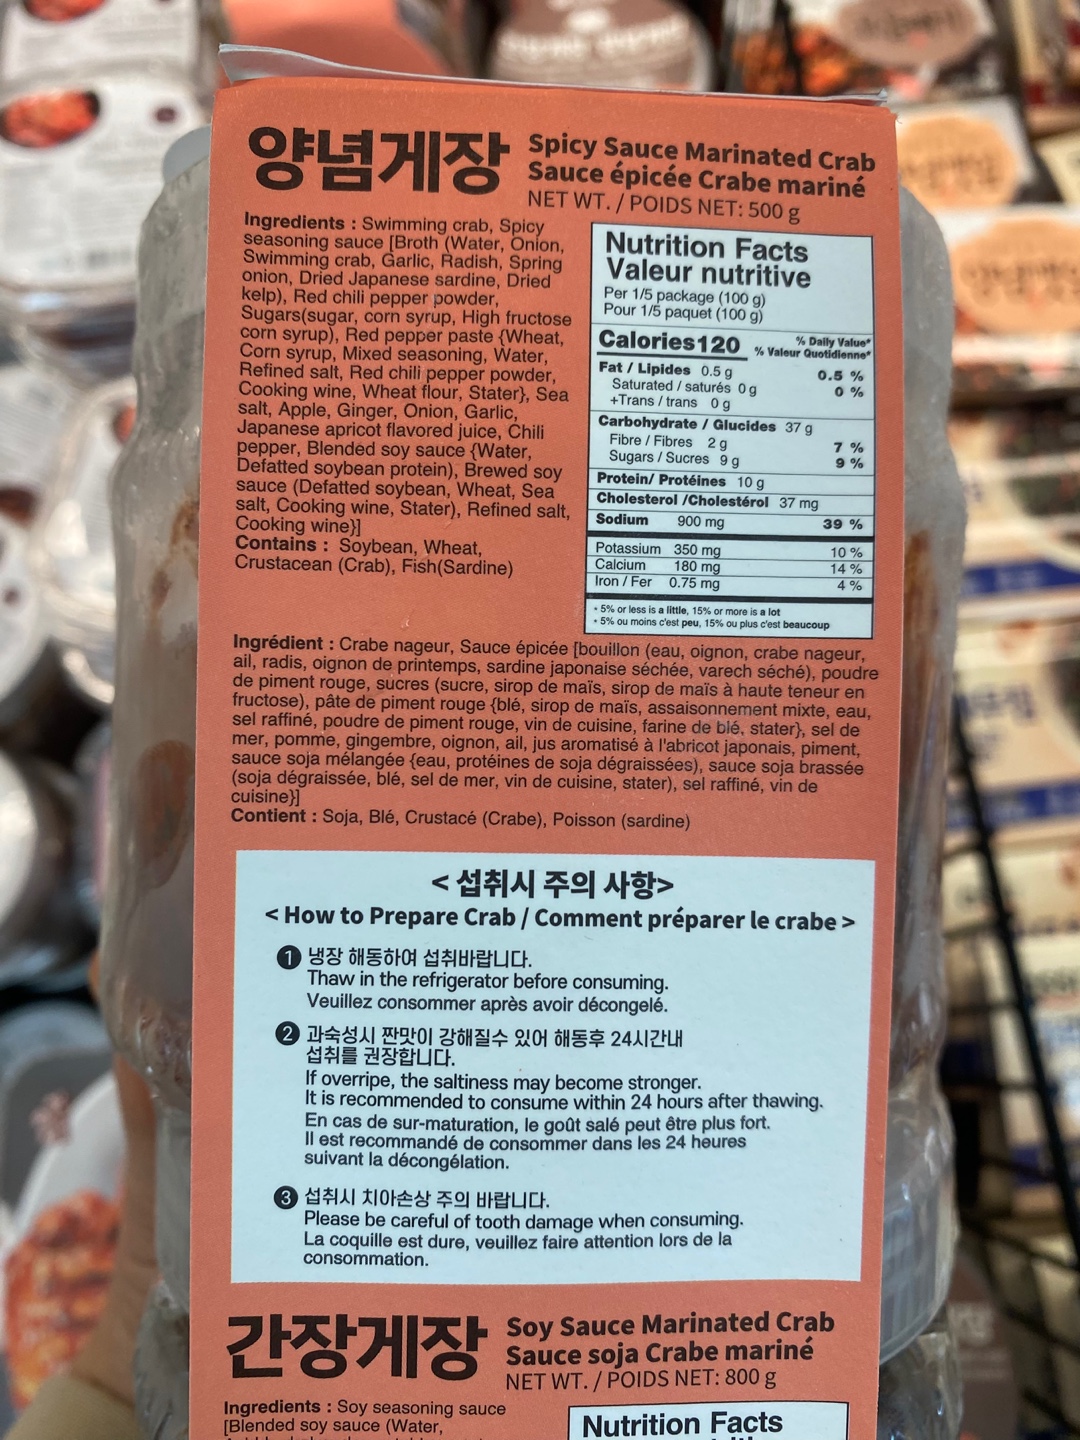 양념게장
Spicy Sauce Marinated Crab
Sauce épicée Crabe mariné
NET WT. / POIDS NET: 500 g
Ingredients : Swimming crab, Spicy
seasoning sauce [Broth (Water, Onion,
Swimming crab, Garlic, Radish, Spring
onion, Dried Japanese sardine, Dried
kelp), Red chili pepper powder,
Sugars(sugar, corn syrup, High fructose
corn syrup), Red pepper paste {Wheat,
Corn syrup, Mixed seasoning, Water,
Refined salt, Red chili pepper powder,
Cooking wine, Wheat flour, Stater}, Sea
salt, Apple, Ginger, Onion, Garlic,
Japanese apricot flavored juice, Chili
pepper, Blended soy sauce {Water,
Defatted soybean protein), Brewed soy
sauce (Defatted soybean, Wheat, Sea
salt, Cooking wine, Stater), Refined salt,
Cooking wine}]
Contains : Soybean, Wheat,
Crustacean (Crab), Fish(Sardine)
Nutrition Facts
Valeur nutritive
Per 1/5 package (100 g)
Pour 1/5 paquet (100 g)
Calories 120
% Daily Value*
% Valeur Quotidienne*
Fat / Lipides 0.5 g 0.5 %
Saturated / saturés 0 g 0 %
+Trans / trans 0 g
Carbohydrate / Glucides 37 g
Fibre / Fibres 2 g 7 %
Sugars / Sucres 9 g 9 %
Protein/ Protéines 10 g
Cholesterol /Cholestérol 37 mg
Sodium 900 mg 39 %
Potassium 350 mg 10 %
Calcium 180 mg 14 %
Iron / Fer 0.75 mg 4 %
* 5% or less is a little, 15% or more is a lot
* 5% ou moins c'est peu, 15% ou plus c'est beaucoup
Ingrédient : Crabe nageur, Sauce épicée [bouillon (eau, oignon, crabe nageur,
ail, radis, oignon de printemps, sardine japonaise séchée, varech séché), poudre
de piment rouge, sucres (sucre, sirop de maïs, sirop de maïs à haute teneur en
fructose), pâte de piment rouge {blé, sirop de maïs, assaisonnement mixte, eau,
sel raffiné, poudre de piment rouge, vin de cuisine, farine de blé, stater}, sel de
mer, pomme, gingembre, oignon, ail, jus aromatisé à l'abricot japonais, piment,
sauce soja mélangée {eau, protéines de soja dégraissées), sauce soja brassée
(soja dégraissée, blé, sel de mer, vin de cuisine, stater), sel raffiné, vin de
cuisine}]
Contient : Soja, Blé, Crustacé (Crabe), Poisson (sardine)
< 섭취시 주의 사항>
< How to Prepare Crab / Comment préparer le crabe >
1 냉장 해동하여 섭취바랍니다.
Thaw in the refrigerator before consuming.
Veuillez consommer après avoir décongelé.
2 과숙성시 짠맛이 강해질수 있어 해동후 24시간내
섭취를 권장합니다.
If overripe, the saltiness may become stronger.
It is recommended to consume within 24 hours after thawing.
En cas de sur-maturation, le goût salé peut être plus fort.
Il est recommandé de consommer dans les 24 heures
suivant la décongélation.
3 섭취시 치아손상 주의 바랍니다.
Please be careful of tooth damage when consuming.
La coquille est dure, veuillez faire attention lors de la
consommation.
간장게장
Soy Sauce Marinated Crab
Sauce soja Crabe mariné
NET WT. / POIDS NET: 800 g
Ingredients : Soy seasoning sauce
[Blended soy sauce (Water,
Nutrition Facts